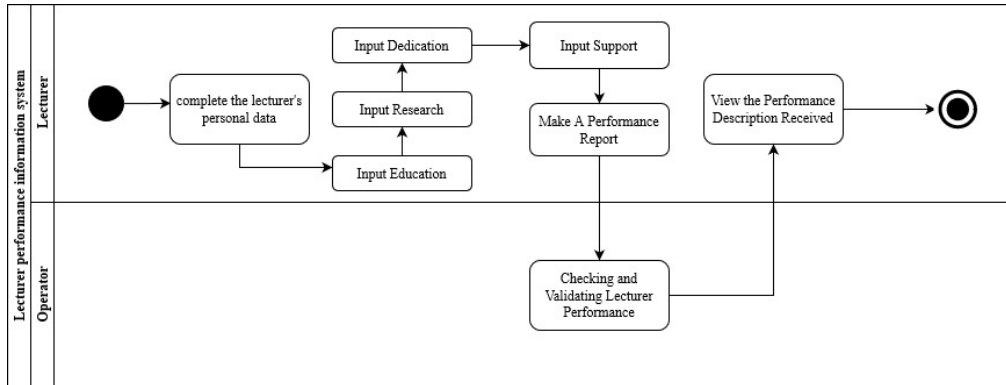 Lecturer performance information system
Lecturer
complete the lecturer's
personal data
Input Education
Input Research
Input Dedication
Input Support
Make A Performance
Report
View the Performance
Description Received
Operator
Checking and
Validating Lecturer
Performance